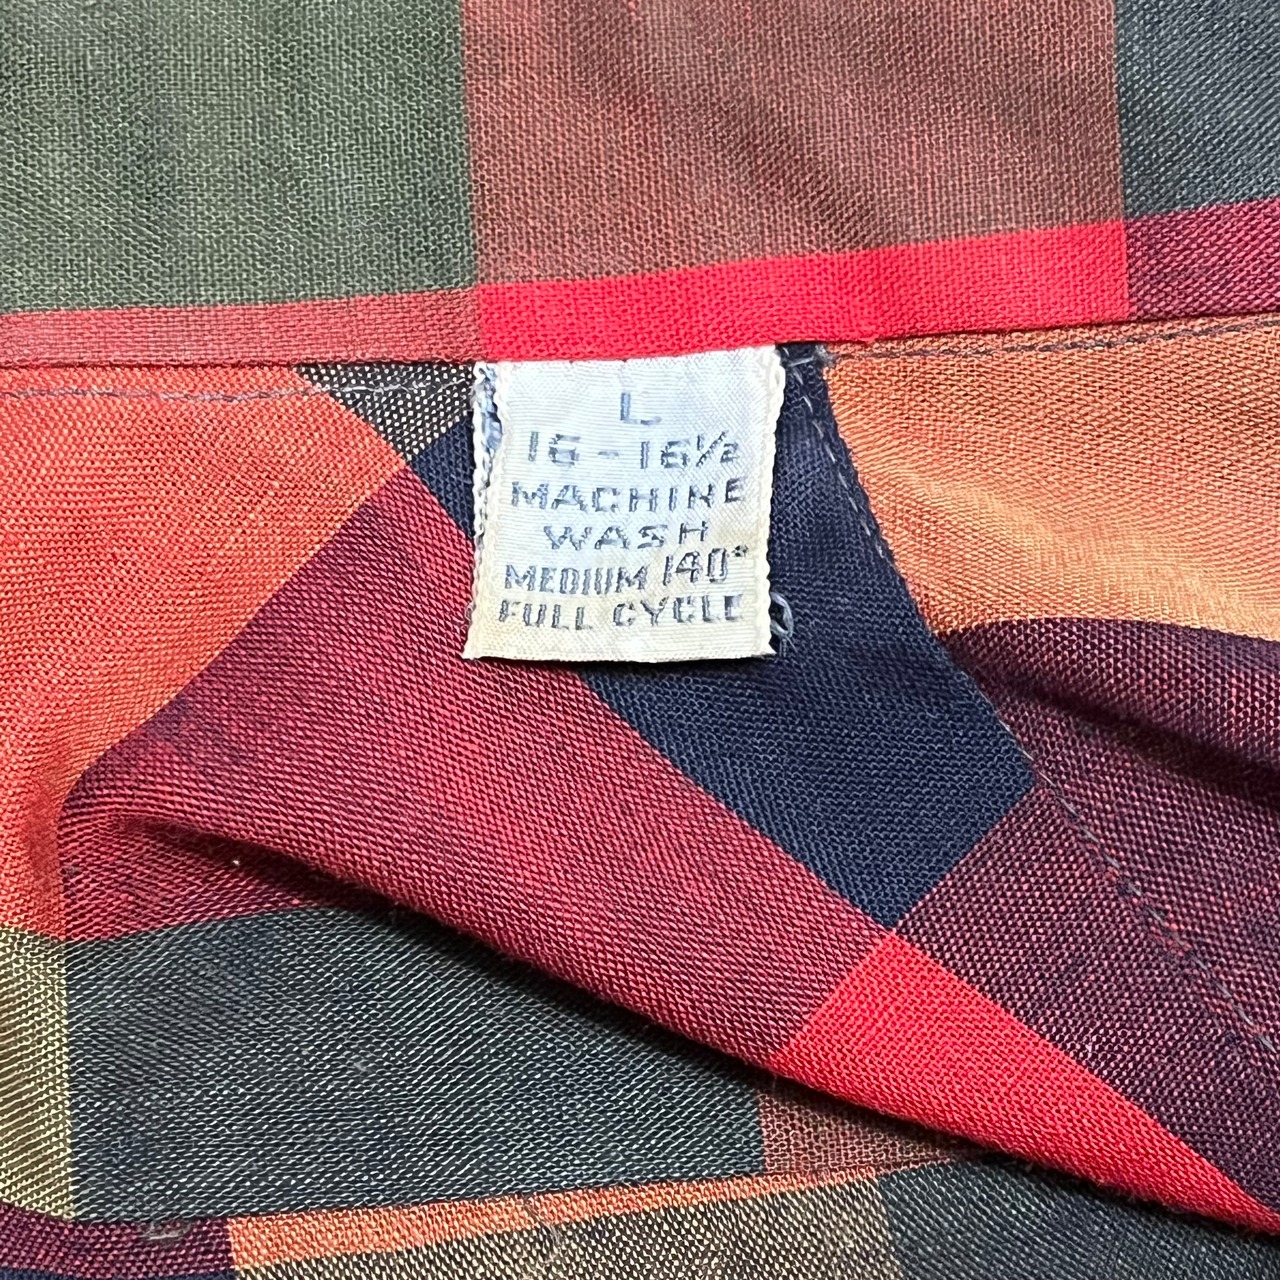 L
16 - 16½
MACHINE
WASH
MEDIUM 140°
FULL CYCLE